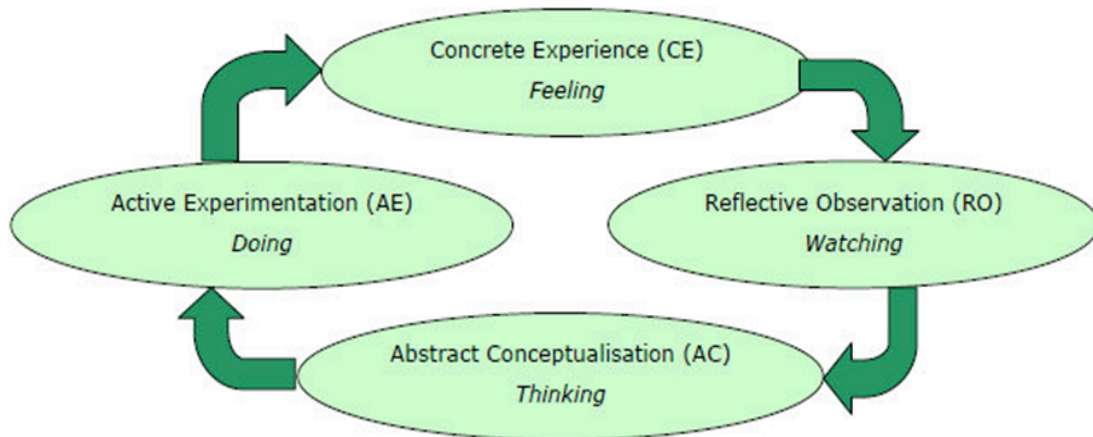 Concrete Experience (CE)
Feeling
Active Experimentation (AE)
Doing
Reflective Observation (RO)
Watching
Abstract Conceptualisation (AC)
Thinking